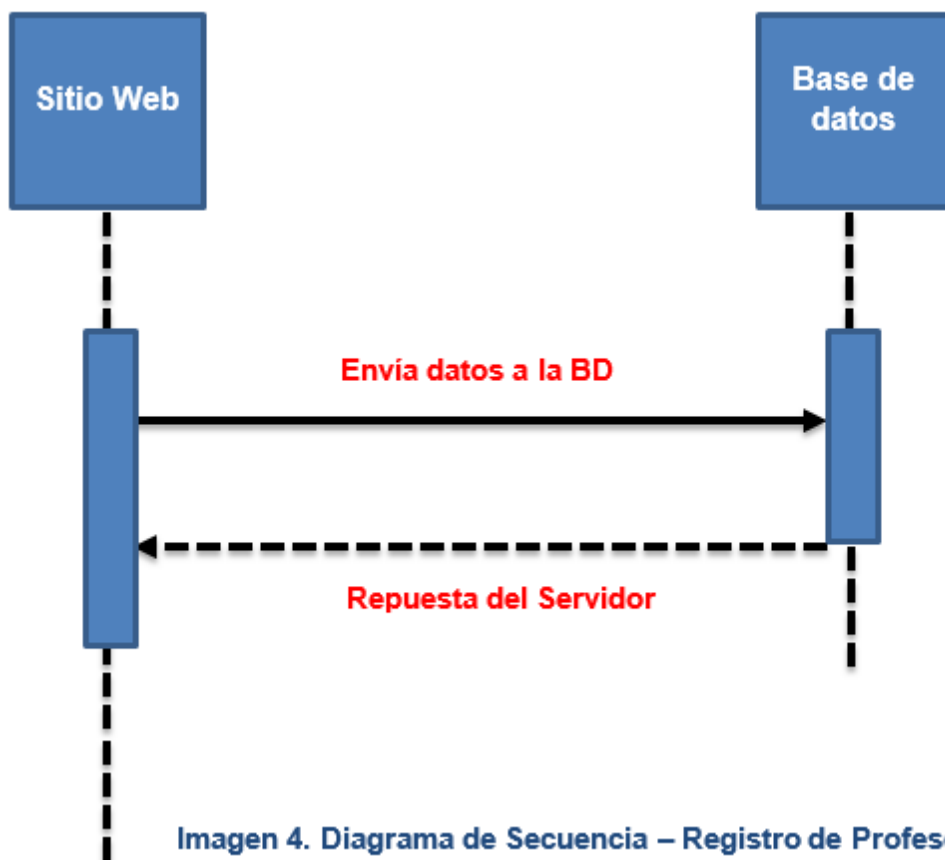 Sitio Web
Base de
datos
Envía datos a la BD
Repuesta del Servidor
Imagen 4. Diagrama de Secuencia – Registro de